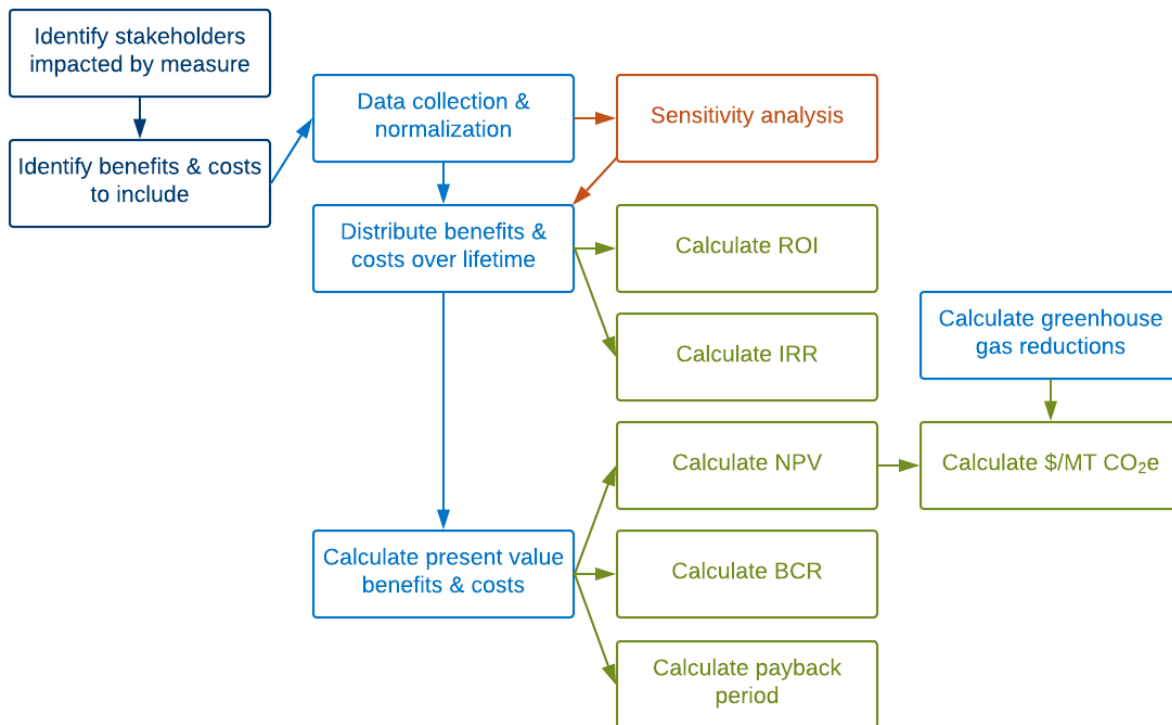 Identify stakeholders
impacted by measure
Identify benefits & costs
to include
Data collection &
normalization
Sensitivity analysis
Distribute benefits &
costs over lifetime
Calculate ROI
Calculate IRR
Calculate greenhouse
gas reductions
Calculate NPV
Calculate $/MT CO₂e
Calculate present value
benefits & costs
Calculate BCR
Calculate payback
period